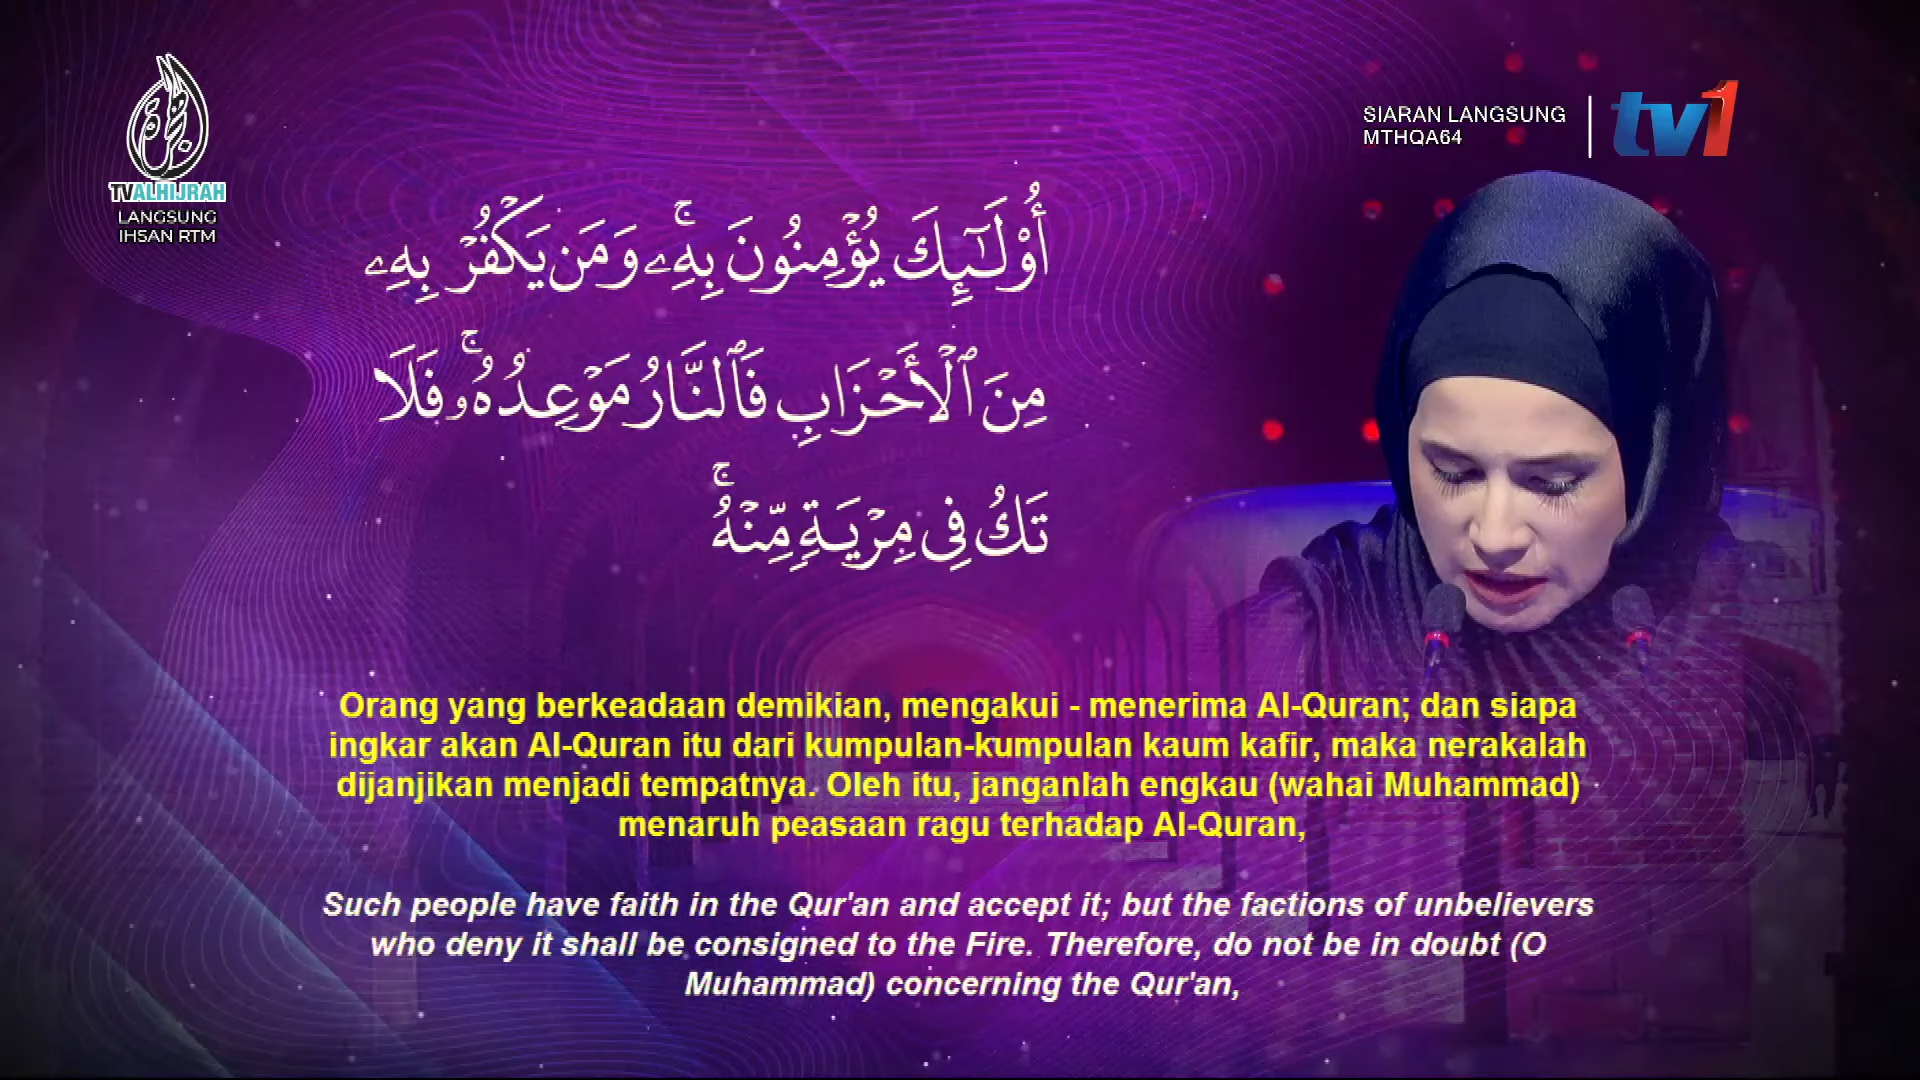 TVALHIJRAH
LANGSUNG
IHSAN RTM
SIARAN LANGSUNG
MTHQA64
tv1
أُو۟لَـٰٓئِكَ يُؤْمِنُونَ بِهِۦ ۚ وَمَن يَكْفُرْ بِهِۦ
مِنَ ٱلْأَحْزَابِ فَٱلنَّارُ مَوْعِدُهُۥ ۚ فَلَا
تَكُ فِى مِرْيَةٍ مِّنْهُ ۚ
Orang yang berkeadaan demikian, mengakui - menerima Al-Quran; dan siapa
ingkar akan Al-Quran itu dari kumpulan-kumpulan kaum kafir, maka nerakalah
dijanjikan menjadi tempatnya. Oleh itu, janganlah engkau (wahai Muhammad)
menaruh peasaan ragu terhadap Al-Quran,
Such people have faith in the Qur'an and accept it; but the factions of unbelievers
who deny it shall be consigned to the Fire. Therefore, do not be in doubt (O
Muhammad) concerning the Qur'an,